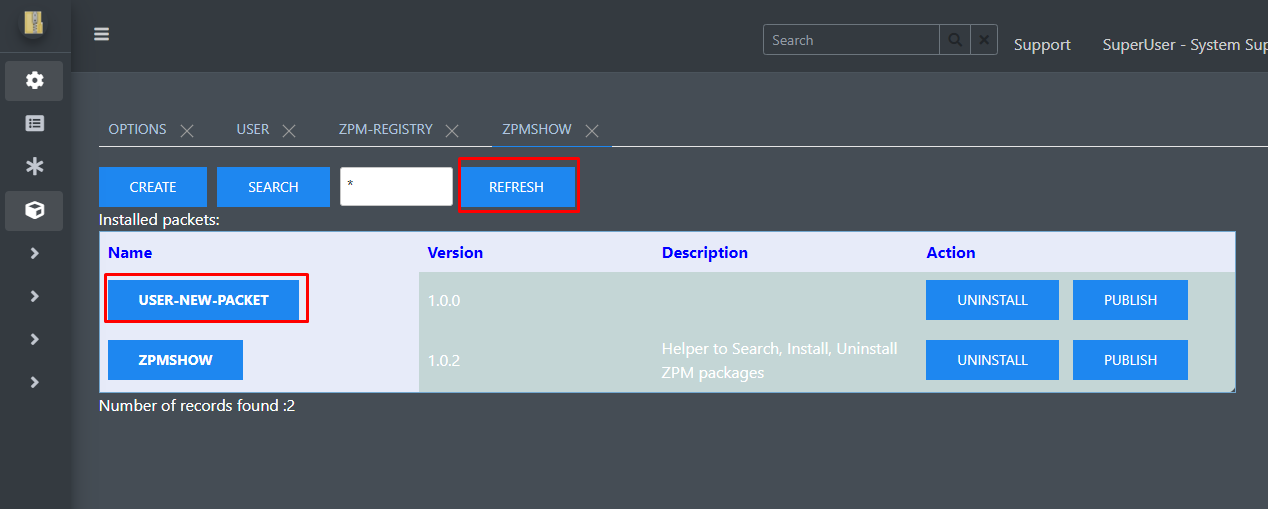 Search
Support
SuperUser - System Sup
OPTIONS
USER
ZPM-REGISTRY
ZPMSHOW
CREATE
SEARCH
*
REFRESH
Installed packets:
Name Version Description Action
USER-NEW-PACKET 1.0.0 UNINSTALL PUBLISH
ZPMSHOW 1.0.2 Helper to Search, Install, Uninstall
ZPM packages UNINSTALL PUBLISH
Number of records found :2